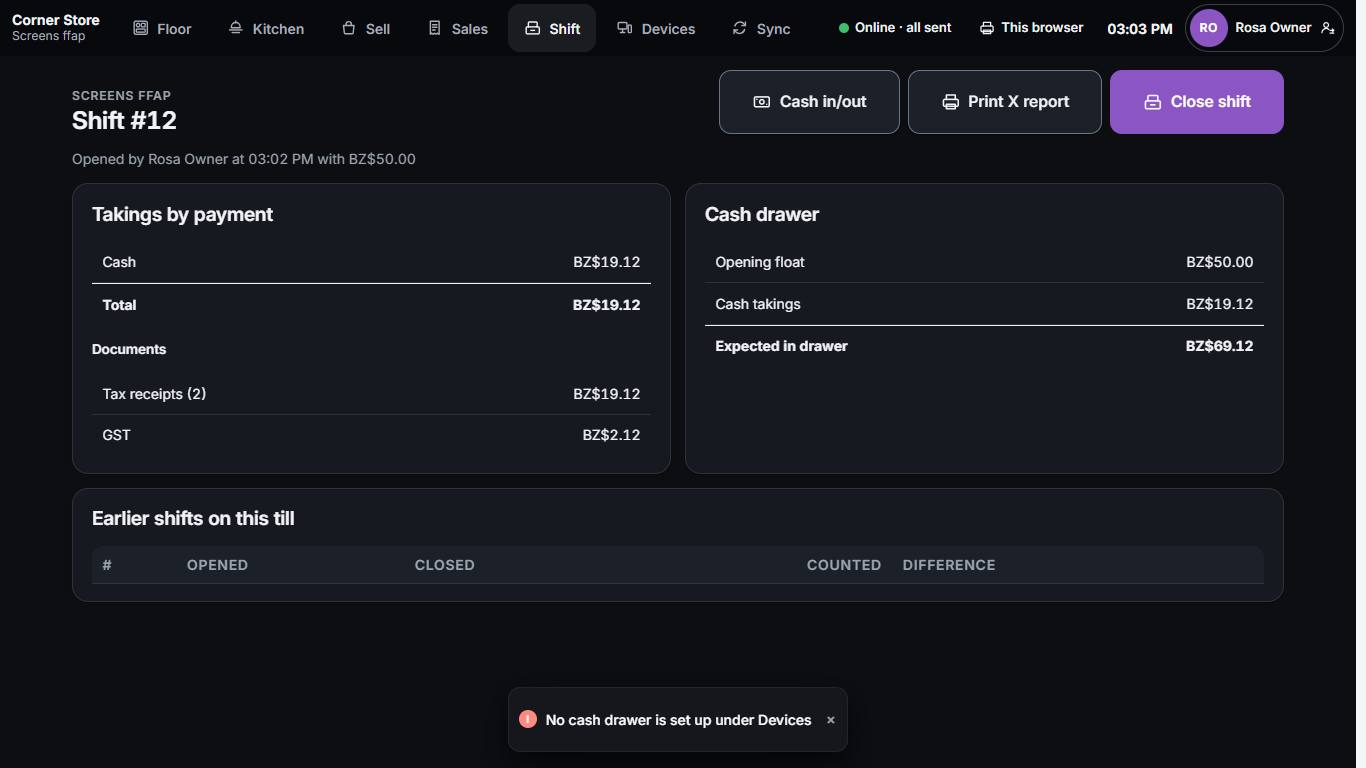 Corner Store
Screens ffap
Floor
Kitchen
Sell
Sales
Shift
Devices
Sync
Online · all sent
This browser
03:03 PM
RO
Rosa Owner
SCREENS FFAP
Shift #12
Cash in/out
Print X report
Close shift
Opened by Rosa Owner at 03:02 PM with BZ$50.00
Takings by payment
Cash BZ$19.12
Total BZ$19.12
Documents
Tax receipts (2) BZ$19.12
GST BZ$2.12
Cash drawer
Opening float BZ$50.00
Cash takings BZ$19.12
Expected in drawer BZ$69.12
Earlier shifts on this till
# OPENED CLOSED COUNTED DIFFERENCE
! No cash drawer is set up under Devices ×